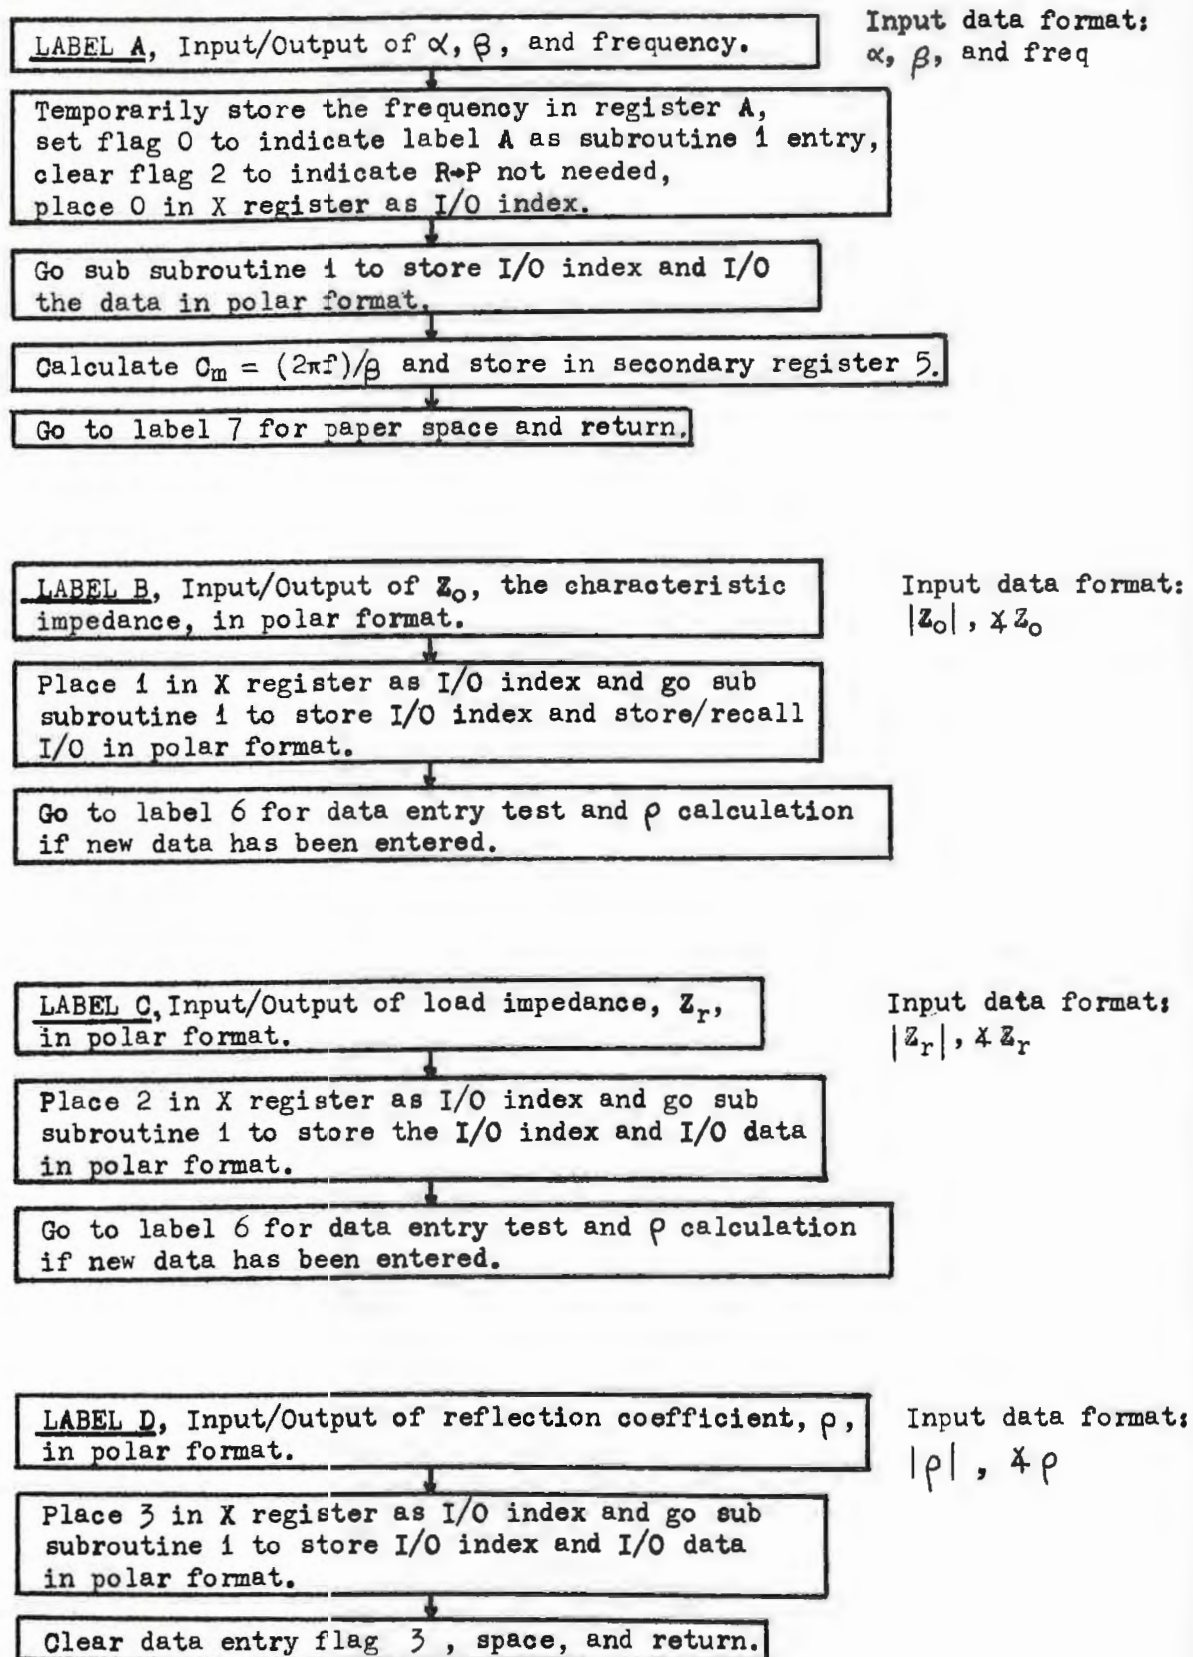 LABEL A, Input/Output of α, β, and frequency.
Input data format:
α, β, and freq
Temporarily store the frequency in register A,
set flag 0 to indicate label A as subroutine 1 entry,
clear flag 2 to indicate R→P not needed,
place 0 in X register as I/O index.
Go sub subroutine 1 to store I/O index and I/O
the data in polar format.
Calculate Cm = (2πf)/β and store in secondary register 5.
Go to label 7 for paper space and return.
LABEL B, Input/Output of Zo, the characteristic
impedance, in polar format.
Input data format:
|Zo|, ∡Zo
Place 1 in X register as I/O index and go sub
subroutine 1 to store I/O index and store/recall
I/O in polar format.
Go to label 6 for data entry test and ρ calculation
if new data has been entered.
LABEL C, Input/Output of load impedance, Zr,
in polar format.
Input data format:
|Zr|, ∡Zr
Place 2 in X register as I/O index and go sub
subroutine 1 to store the I/O index and I/O data
in polar format.
Go to label 6 for data entry test and ρ calculation
if new data has been entered.
LABEL D, Input/Output of reflection coefficient, ρ,
in polar format.
Input data format:
|ρ|, ∡ρ
Place 3 in X register as I/O index and go sub
subroutine 1 to store I/O index and I/O data
in polar format.
Clear data entry flag 3, space, and return.